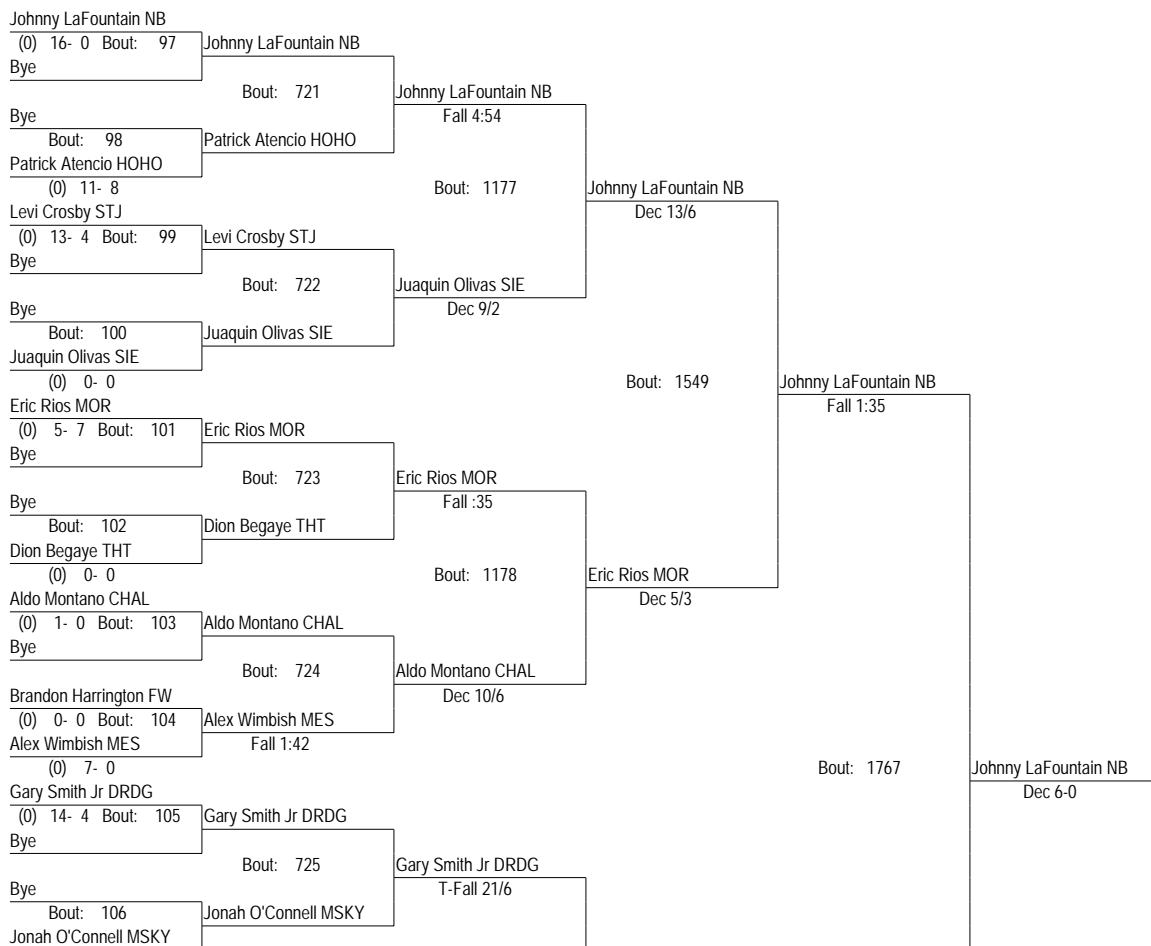 Johnny LaFountain NB
(0) 16- 0 Bout: 97 Johnny LaFountain NB
Bye
Bout: 721 Johnny LaFountain NB
Bye Fall 4:54
Bout: 98 Patrick Atencio HOHO
Patrick Atencio HOHO
(0) 11- 8 Bout: 1177 Johnny LaFountain NB
Levi Crosby STJ Dec 13/6
(0) 13- 4 Bout: 99 Levi Crosby STJ
Bye
Bout: 722 Juaquin Olivas SIE
Bye Dec 9/2
Bout: 100 Juaquin Olivas SIE
Juaquin Olivas SIE
(0) 0- 0 Bout: 1549 Johnny LaFountain NB
Eric Rios MOR Fall 1:35
(0) 5- 7 Bout: 101 Eric Rios MOR
Bye
Bout: 723 Eric Rios MOR
Bye Fall :35
Bout: 102 Dion Begaye THT
Dion Begaye THT
(0) 0- 0 Bout: 1178 Eric Rios MOR
Aldo Montano CHAL Dec 5/3
(0) 1- 0 Bout: 103 Aldo Montano CHAL
Bye
Bout: 724 Aldo Montano CHAL
Brandon Harrington FW Dec 10/6
(0) 0- 0 Bout: 104 Alex Wimbish MES
Alex Wimbish MES Fall 1:42
(0) 7- 0 Bout: 1767 Johnny LaFountain NB
Gary Smith Jr DRDG Dec 6-0
(0) 14- 4 Bout: 105 Gary Smith Jr DRDG
Bye
Bout: 725 Gary Smith Jr DRDG
Bye T-Fall 21/6
Bout: 106 Jonah O'Connell MSKY
Jonah O'Connell MSKY